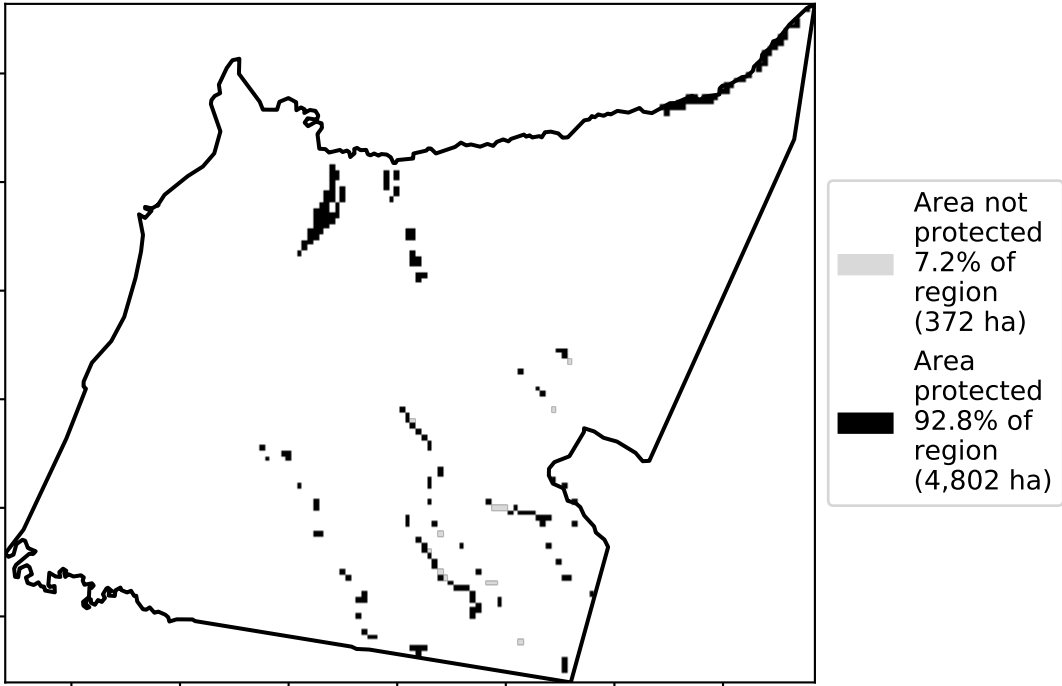 Area not
protected
7.2% of
region
(372 ha)
Area
protected
92.8% of
region
(4,802 ha)